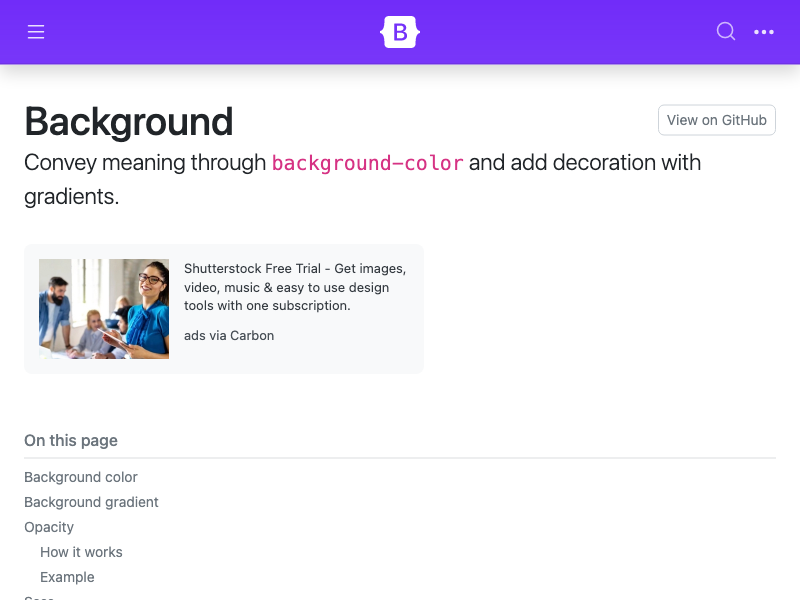 B
Background
View on GitHub
Convey meaning through background-color and add decoration with
gradients.
Shutterstock Free Trial - Get images,
video, music & easy to use design
tools with one subscription.
ads via Carbon
On this page
Background color
Background gradient
Opacity
How it works
Example